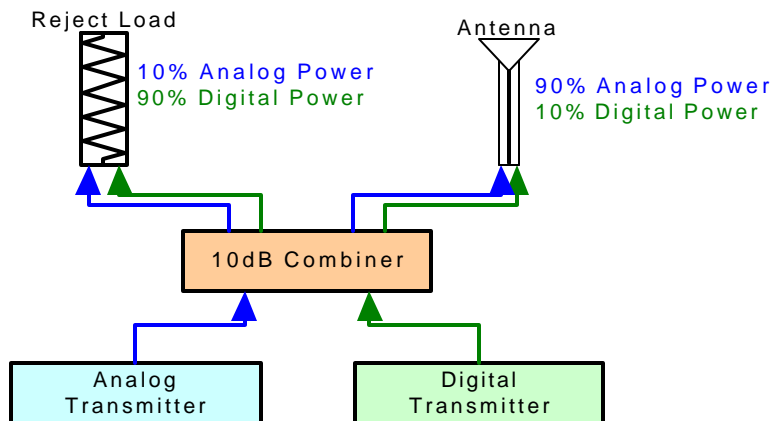 Reject Load
Antenna
10% Analog Power
90% Digital Power
90% Analog Power
10% Digital Power
10dB Combiner
Analog
Transmitter
Digital
Transmitter